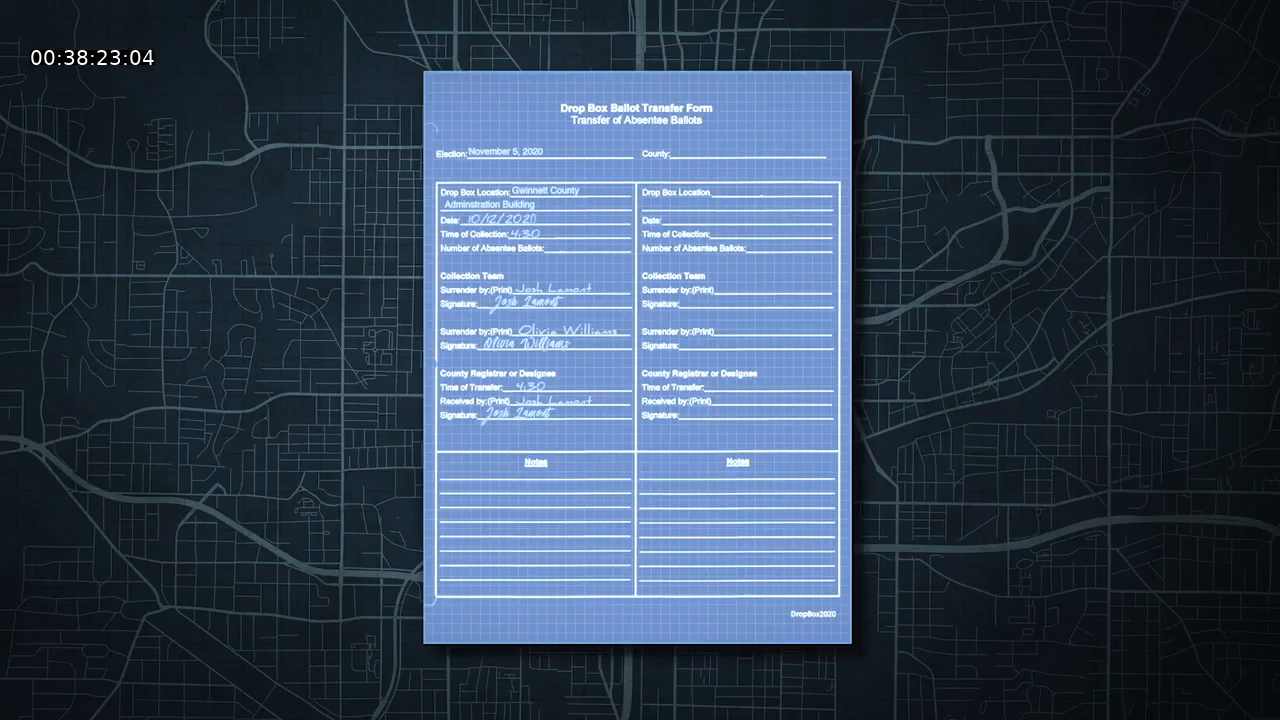 00:38:23:04
Drop Box Ballot Transfer Form
Transfer of Absentee Ballots
Election: November 5, 2020 County:
Drop Box Location: Gwinnett County
Adminstration Building
Date: 10/12/2020
Time of Collection: 4:30
Number of Absentee Ballots:
Collection Team
Surrender by:(Print) Josh Lamont
Signature: Josh Lamont
Surrender by:(Print) Olivia Williams
Signature: Olivia Williams
County Registrar or Designee
Time of Transfer: 4:30
Received by:(Print) Josh Lamont
Signature: Josh Lamont
Notes
Drop Box Location
Date:
Time of Collection:
Number of Absentee Ballots:
Collection Team
Surrender by:(Print)
Signature:
Surrender by:(Print)
Signature:
County Registrar or Designee
Time of Transfer:
Received by:(Print)
Signature:
Notes
DropBox2020